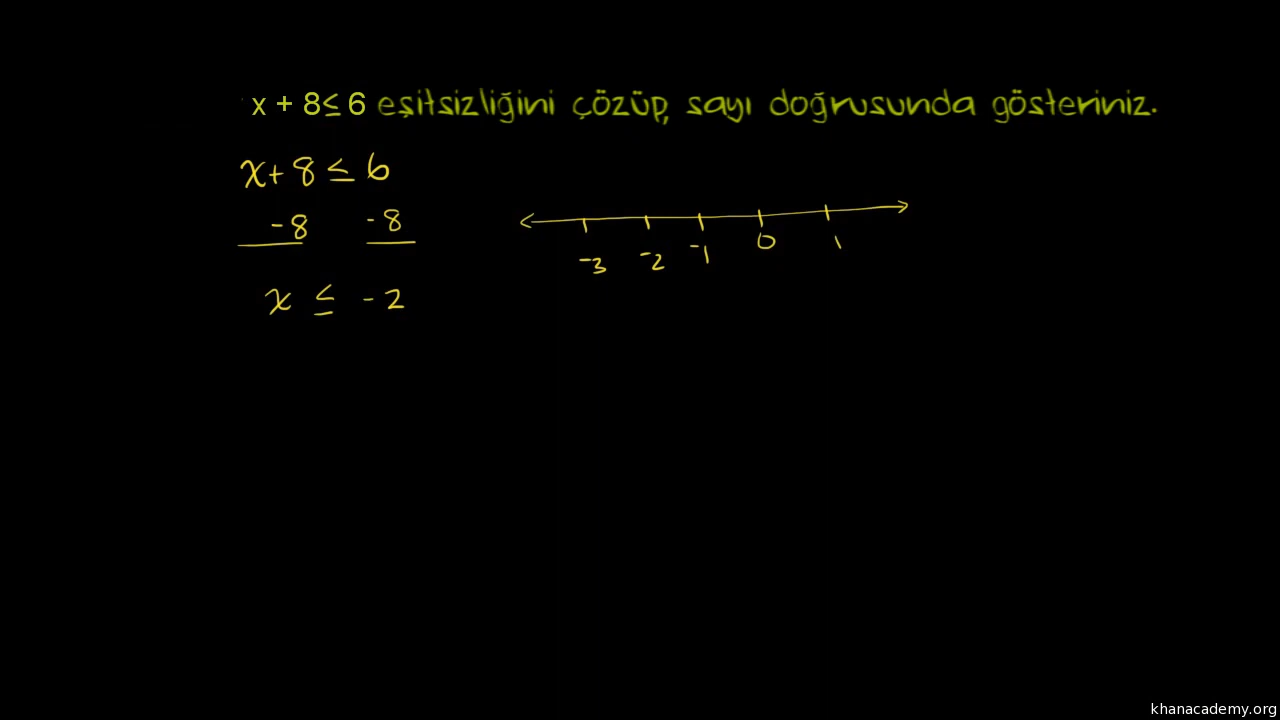 x + 8≤ 6 eşitsizliğini çözüp, sayı doğrusunda gösteriniz.
x+ 8 ≤ 6
-8 -8
x ≤ -2
-3 -2 -1 0 1
khanacademy.org